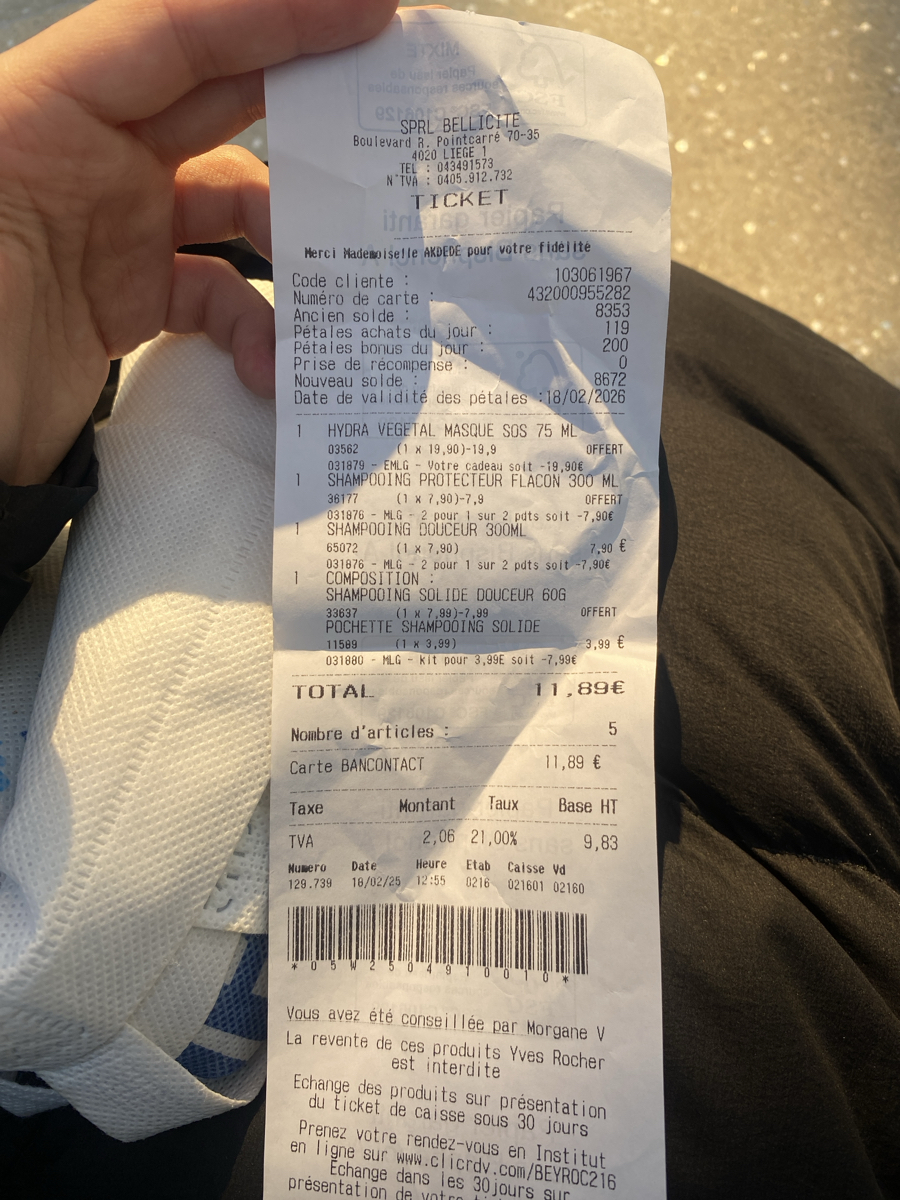 SPRL BELLICITE
Boulevard R. Pointcarré 70-35
4020 LIEGE 1
TEL : 043491573
N°TVA : 0405.912.732
TICKET
Merci Mademoiselle AKDEDE pour votre fidélité
Code cliente : 103061967
Numéro de carte : 432000955282
Ancien solde : 8353
Pétales achats du jour : 119
Pétales bonus du jour : 200
Prise de récompense : 0
Nouveau solde : 8672
Date de validité des pétales :18/02/2026
1 HYDRA VEGETAL MASQUE SOS 75 ML
03562 (1 x 19,90)-19,9 OFFERT
031879 - EMLG - Votre cadeau soit -19,90€
1 SHAMPOOING PROTECTEUR FLACON 300 ML
36177 (1 x 7,90)-7,9 OFFERT
031876 - MLG - 2 pour 1 sur 2 pdts soit -7,90€
1 SHAMPOOING DOUCEUR 300ML
65072 (1 x 7,90) 7,90 €
031876 - MLG - 2 pour 1 sur 2 pdts soit -7,90€
1 COMPOSITION :
SHAMPOOING SOLIDE DOUCEUR 60G
33637 (1 x 7,99)-7,99 OFFERT
POCHETTE SHAMPOOING SOLIDE
11589 (1 x 3,99) 3,99 €
031880 - MLG - kit pour 3,99E soit -7,99€
TOTAL 11,89€
Nombre d'articles : 5
Carte BANCONTACT 11,89 €
Taxe Montant Taux Base HT
TVA 2,06 21,00% 9,83
Numero Date Heure Etab Caisse Vd
129.739 18/02/25 12:55 0216 021601 02160
*05W2504910010*
Vous avez été conseillée par Morgane V
La revente de ces produits Yves Rocher
est interdite
Echange des produits sur présentation
du ticket de caisse sous 30 jours
Prenez votre rendez-vous en Institut
en ligne sur www.clicrdv.com/BEYROC216
Echange dans les 30jours sur
présentation de votre